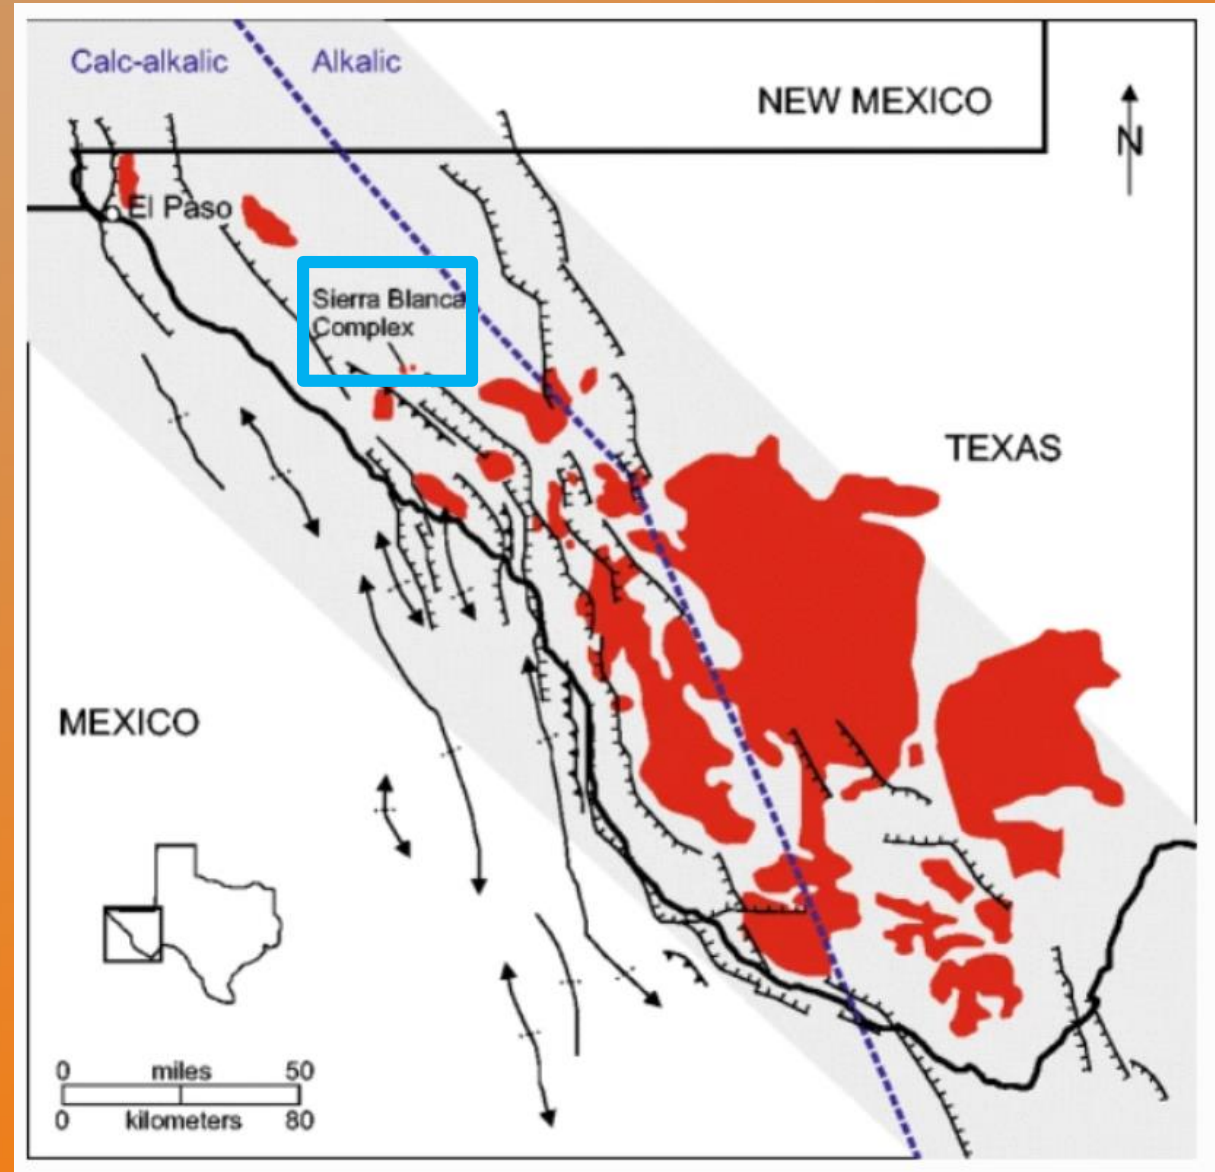 Calc-alkalic
Alkalic
NEW MEXICO
N
El Paso
Sierra Blanca
Complex
TEXAS
MEXICO
0 miles 50
0 kilometers 80